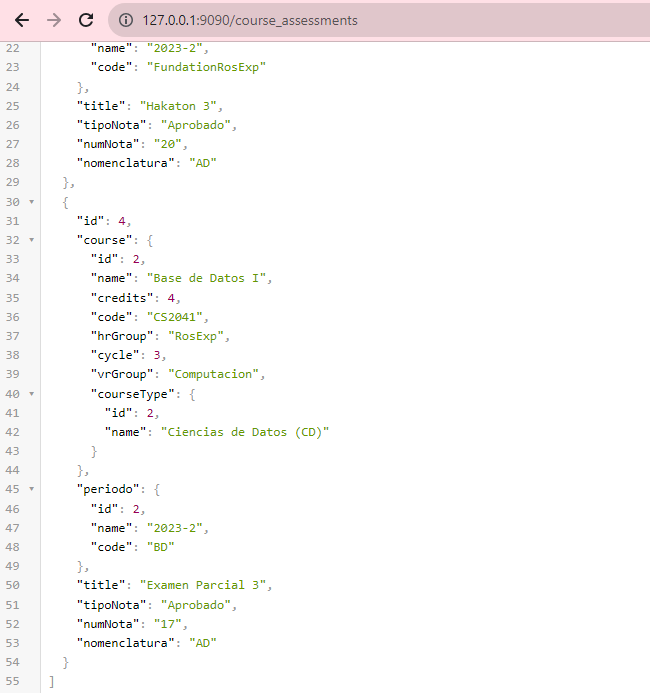 127.0.0.1:9090/course_assessments
22 "name": "2023-2",
23 "code": "FundationRosExp"
24 },
25 "title": "Hakaton 3",
26 "tipoNota": "Aprobado",
27 "numNota": "20",
28 "nomenclatura": "AD"
29 },
30 {
31 "id": 4,
32 "course": {
33 "id": 2,
34 "name": "Base de Datos I",
35 "credits": 4,
36 "code": "CS2041",
37 "hrGroup": "RosExp",
38 "cycle": 3,
39 "vrGroup": "Computacion",
40 "courseType": {
41 "id": 2,
42 "name": "Ciencias de Datos (CD)"
43 }
44 },
45 "periodo": {
46 "id": 2,
47 "name": "2023-2",
48 "code": "BD"
49 },
50 "title": "Examen Parcial 3",
51 "tipoNota": "Aprobado",
52 "numNota": "17",
53 "nomenclatura": "AD"
54 }
55 ]